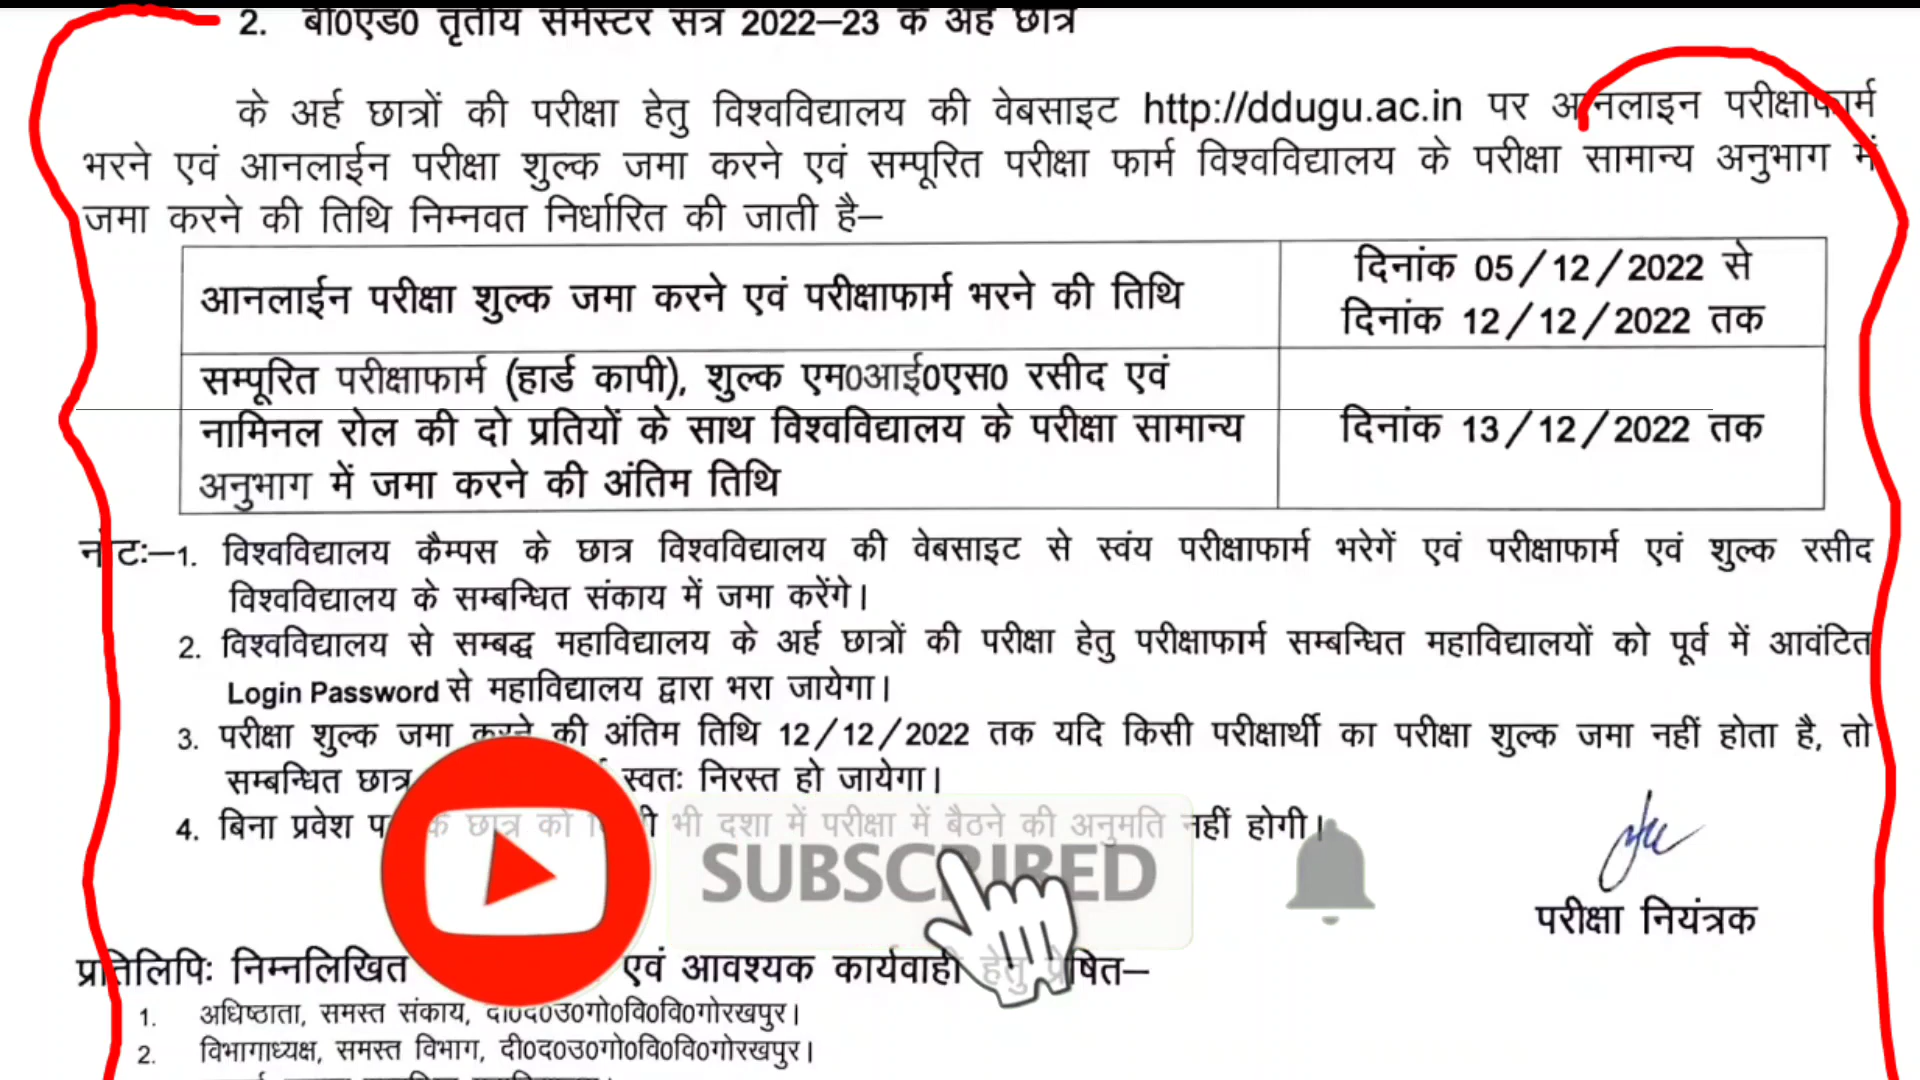 2. बी0एड0 तृतीय सेमेस्टर सत्र 2022–23 के अर्ह छात्र
के अर्ह छात्रों की परीक्षा हेतु विश्वविद्यालय की वेबसाइट http://ddugu.ac.in पर आनलाइन परीक्षाफार्म
भरने एवं आनलाईन परीक्षा शुल्क जमा करने एवं सम्पूरित परीक्षा फार्म विश्वविद्यालय के परीक्षा सामान्य अनुभाग में
जमा करने की तिथि निम्नवत निर्धारित की जाती है–
आनलाईन परीक्षा शुल्क जमा करने एवं परीक्षाफार्म भरने की तिथि
दिनांक 05/12/2022 से
दिनांक 12/12/2022 तक
सम्पूरित परीक्षाफार्म (हार्ड कापी), शुल्क एम0आई0एस0 रसीद एवं
नामिनल रोल की दो प्रतियों के साथ विश्वविद्यालय के परीक्षा सामान्य
अनुभाग में जमा करने की अंतिम तिथि
दिनांक 13/12/2022 तक
नोटः–1. विश्वविद्यालय कैम्पस के छात्र विश्वविद्यालय की वेबसाइट से स्वंय परीक्षाफार्म भरेगें एवं परीक्षाफार्म एवं शुल्क रसीद
विश्वविद्यालय के सम्बन्धित संकाय में जमा करेंगे।
2. विश्वविद्यालय से सम्बद्ध महाविद्यालय के अर्ह छात्रों की परीक्षा हेतु परीक्षाफार्म सम्बन्धित महाविद्यालयों को पूर्व में आवंटित
Login Password से महाविद्यालय द्वारा भरा जायेगा।
3. परीक्षा शुल्क जमा करने की अंतिम तिथि 12/12/2022 तक यदि किसी परीक्षार्थी का परीक्षा शुल्क जमा नहीं होता है, तो
सम्बन्धित छात्र स्वतः निरस्त हो जायेगा।
4. बिना प्रवेश के छात्र को भी दशा में परीक्षा में बैठने की अनुमति नहीं होगी।
SUBSCRIBED
परीक्षा नियंत्रक
प्रतिलिपिः निम्नलिखित एवं आवश्यक कार्यवाही हेतु प्रेषित–
1. अधिष्ठाता, समस्त संकाय, दी0द0उ0गो0वि0वि0गोरखपुर।
2. विभागाध्यक्ष, समस्त विभाग, दी0द0उ0गो0वि0वि0गोरखपुर।